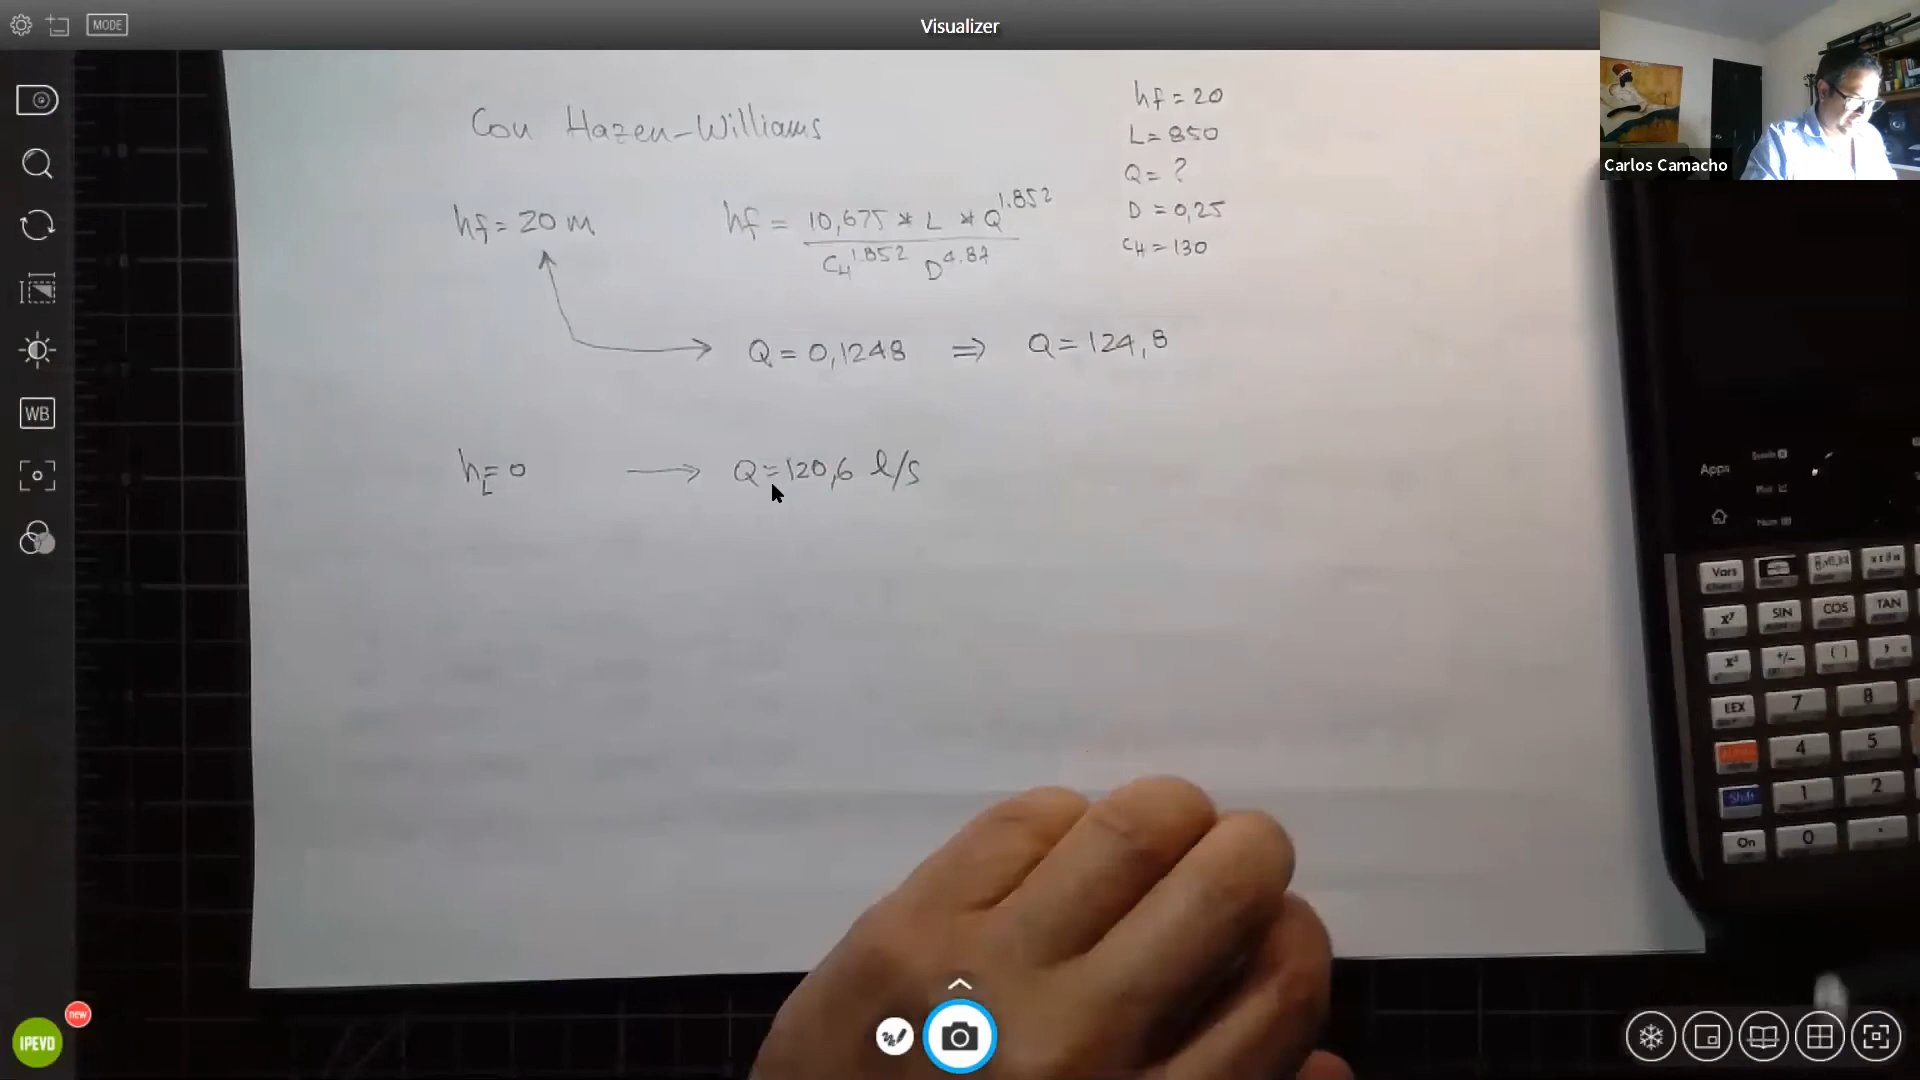 Visualizer
MODE
Carlos Camacho
Con Hazen-Williams
hf = 20
L = 850
Q = ?
D = 0,25
CH = 130
hf = 20 m
hf = 10,675 * L * Q^1.852 / CH^1.852 D^4.87
Q = 0,1248 ⇒ Q = 124,8
hL = 0 → Q = 120,6 l/s
WB
Apps
Vars
SIN COS TAN
EEX 7 8
4 5
Shift 1 2
On 0 .
new
IPEVO